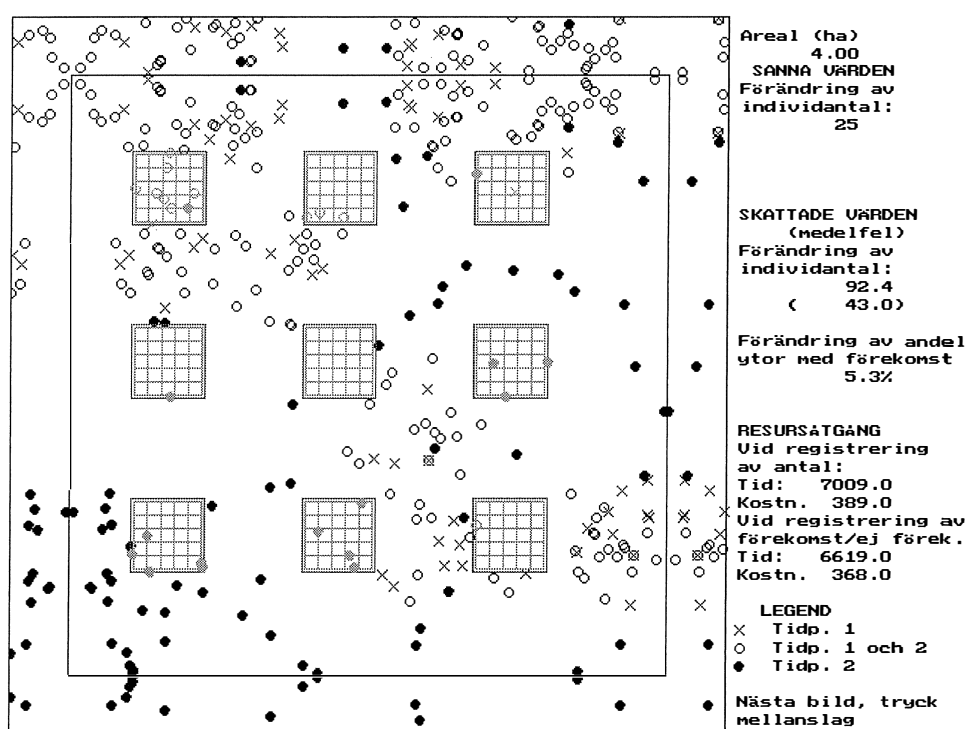 Areal (ha)
4.00
SANNA VÄRDEN
Förändring av
individantal:
25
SKATTADE VÄRDEN
(medelfel)
Förändring av
individantal:
92.4
( 43.0)
Förändring av andel
ytor med förekomst
5.3%
RESURSÅTGÅNG
Vid registrering
av antal:
Tid: 7009.0
Kostn. 389.0
Vid registrering av
förekomst/ej förek.
Tid: 6619.0
Kostn. 368.0
LEGEND
Tidp. 1
Tidp. 1 och 2
Tidp. 2
Nästa bild, tryck
mellanslag